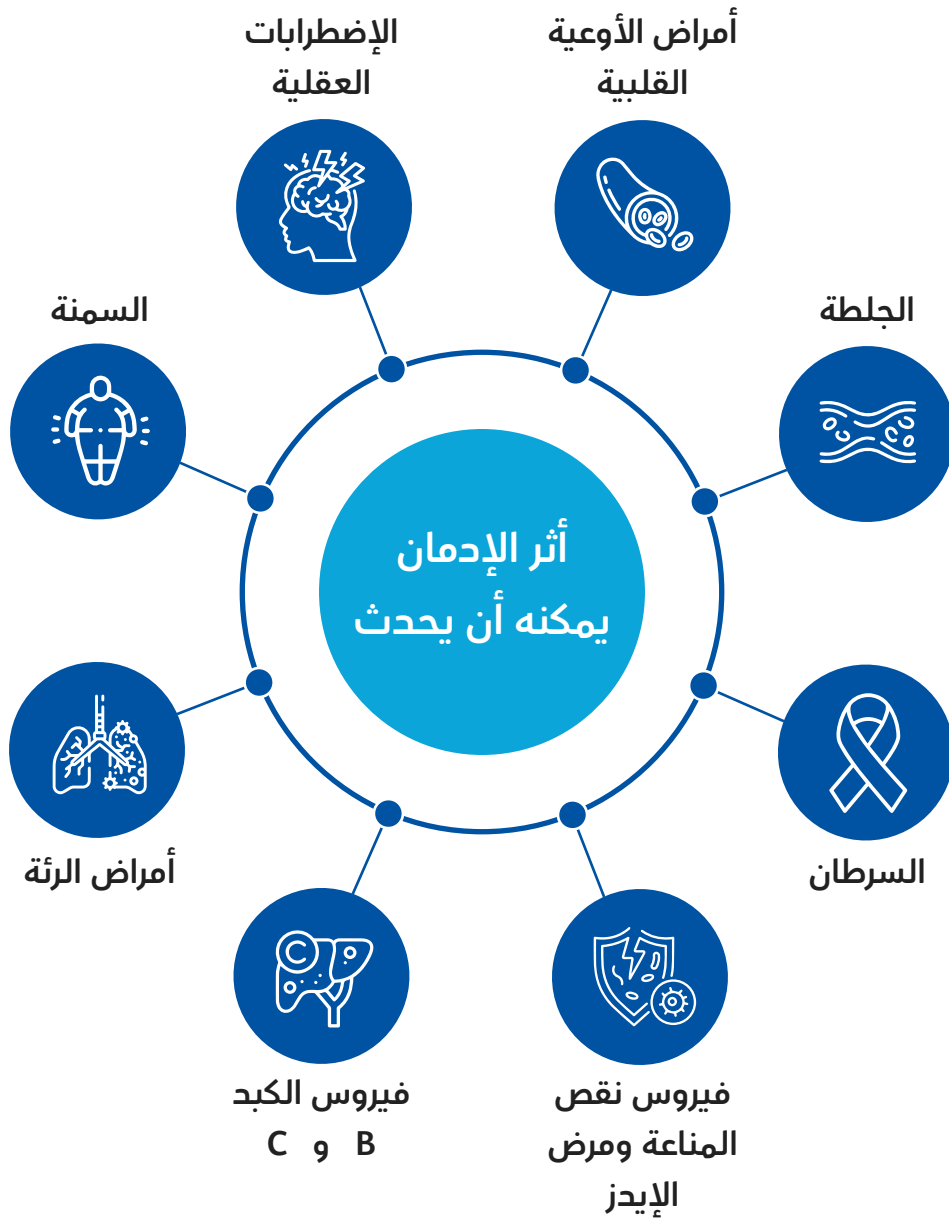 أمراض الأوعية
القلبية
الإضطرابات
العقلية
الجلطة
السمنة
أثر الإدمان
يمكنه أن يحدث
السرطان
أمراض الرئة
فيروس نقص
المناعة ومرض
الإيدز
فيروس الكبد
B و C
C